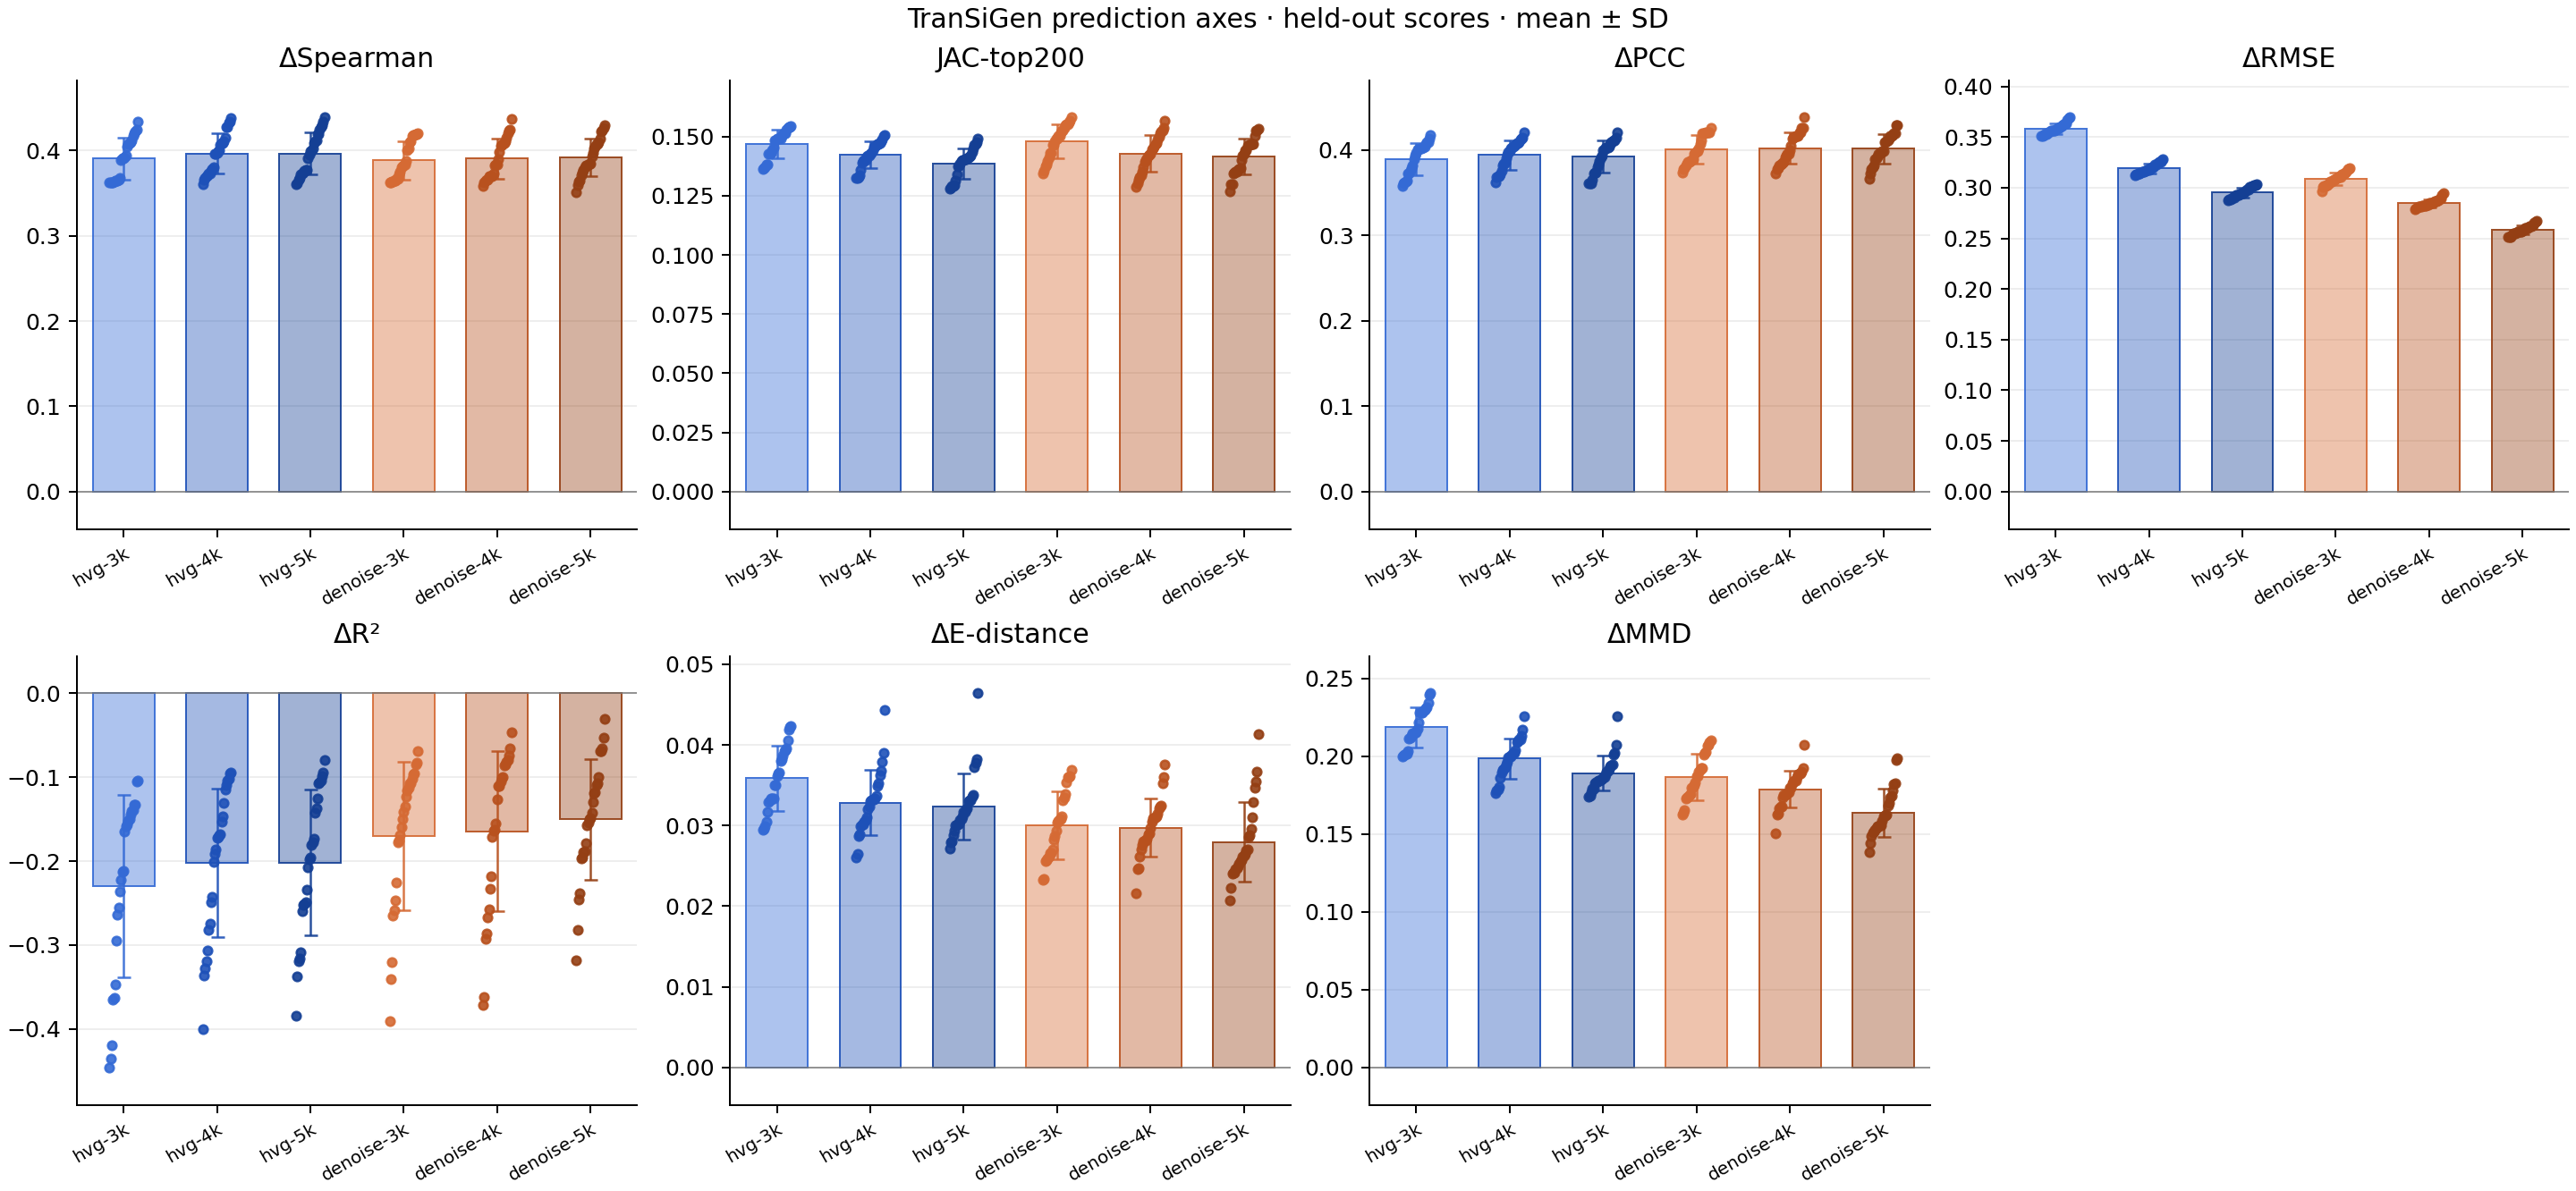 TranSiGen prediction axes · held-out scores · mean ± SD
ΔSpearman
0.4
0.3
0.2
0.1
0.0
hvg-3k
hvg-4k
hvg-5k
denoise-3k
denoise-4k
denoise-5k
JAC-top200
0.150
0.125
0.100
0.075
0.050
0.025
0.000
hvg-3k
hvg-4k
hvg-5k
denoise-3k
denoise-4k
denoise-5k
ΔPCC
0.4
0.3
0.2
0.1
0.0
hvg-3k
hvg-4k
hvg-5k
denoise-3k
denoise-4k
denoise-5k
ΔRMSE
0.40
0.35
0.30
0.25
0.20
0.15
0.10
0.05
0.00
hvg-3k
hvg-4k
hvg-5k
denoise-3k
denoise-4k
denoise-5k
ΔR²
0.0
−0.1
−0.2
−0.3
−0.4
hvg-3k
hvg-4k
hvg-5k
denoise-3k
denoise-4k
denoise-5k
ΔE-distance
0.05
0.04
0.03
0.02
0.01
0.00
hvg-3k
hvg-4k
hvg-5k
denoise-3k
denoise-4k
denoise-5k
ΔMMD
0.25
0.20
0.15
0.10
0.05
0.00
hvg-3k
hvg-4k
hvg-5k
denoise-3k
denoise-4k
denoise-5k